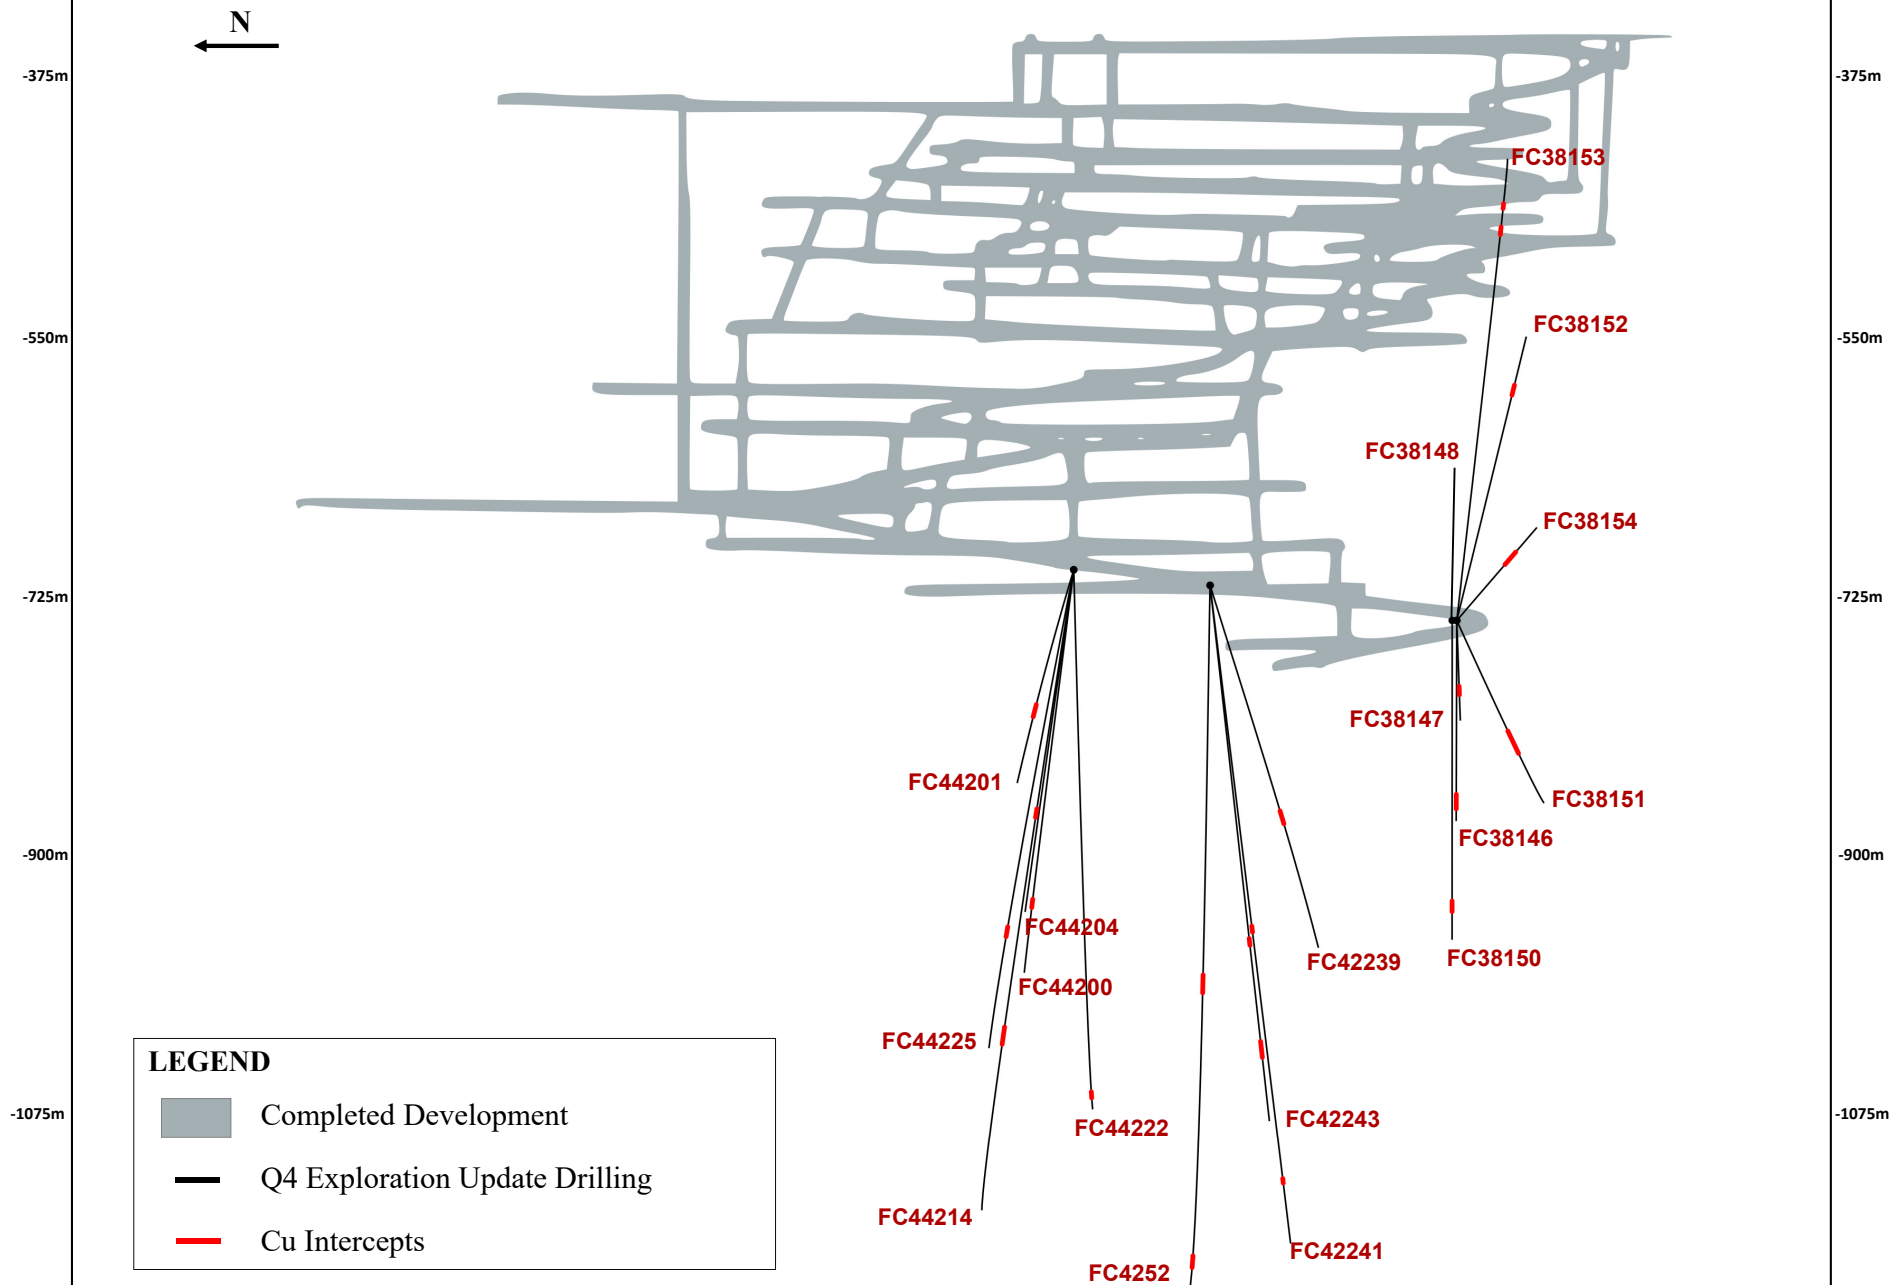 N
-375m
-375m
FC38153
FC38152
-550m
-550m
FC38148
FC38154
-725m
-725m
FC38147
FC44201
FC38151
FC38146
-900m
-900m
FC44204
FC42239
FC38150
FC44200
FC44225
LEGEND
Completed Development
Q4 Exploration Update Drilling
Cu Intercepts
-1075m
-1075m
FC42243
FC44222
FC44214
FC42241
FC4252